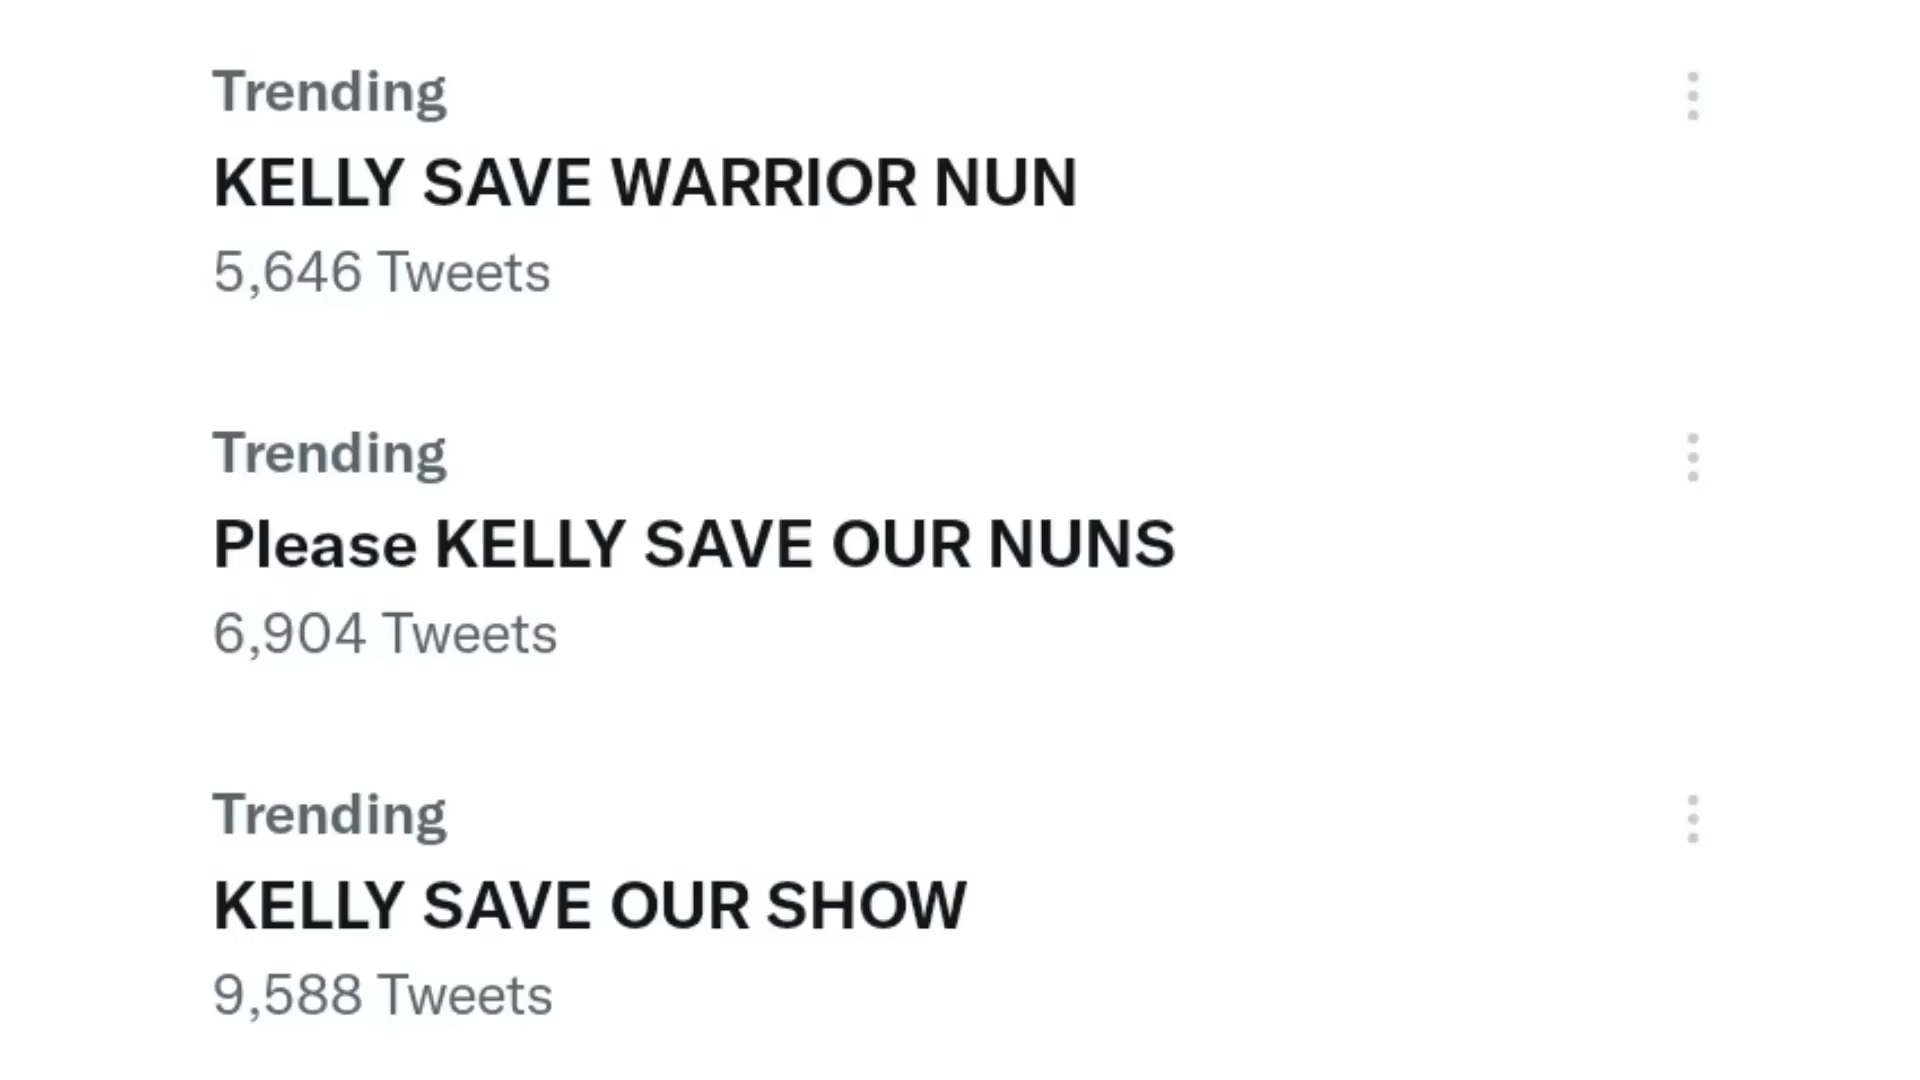 Trending
KELLY SAVE WARRIOR NUN
5,646 Tweets
Trending
Please KELLY SAVE OUR NUNS
6,904 Tweets
Trending
KELLY SAVE OUR SHOW
9,588 Tweets